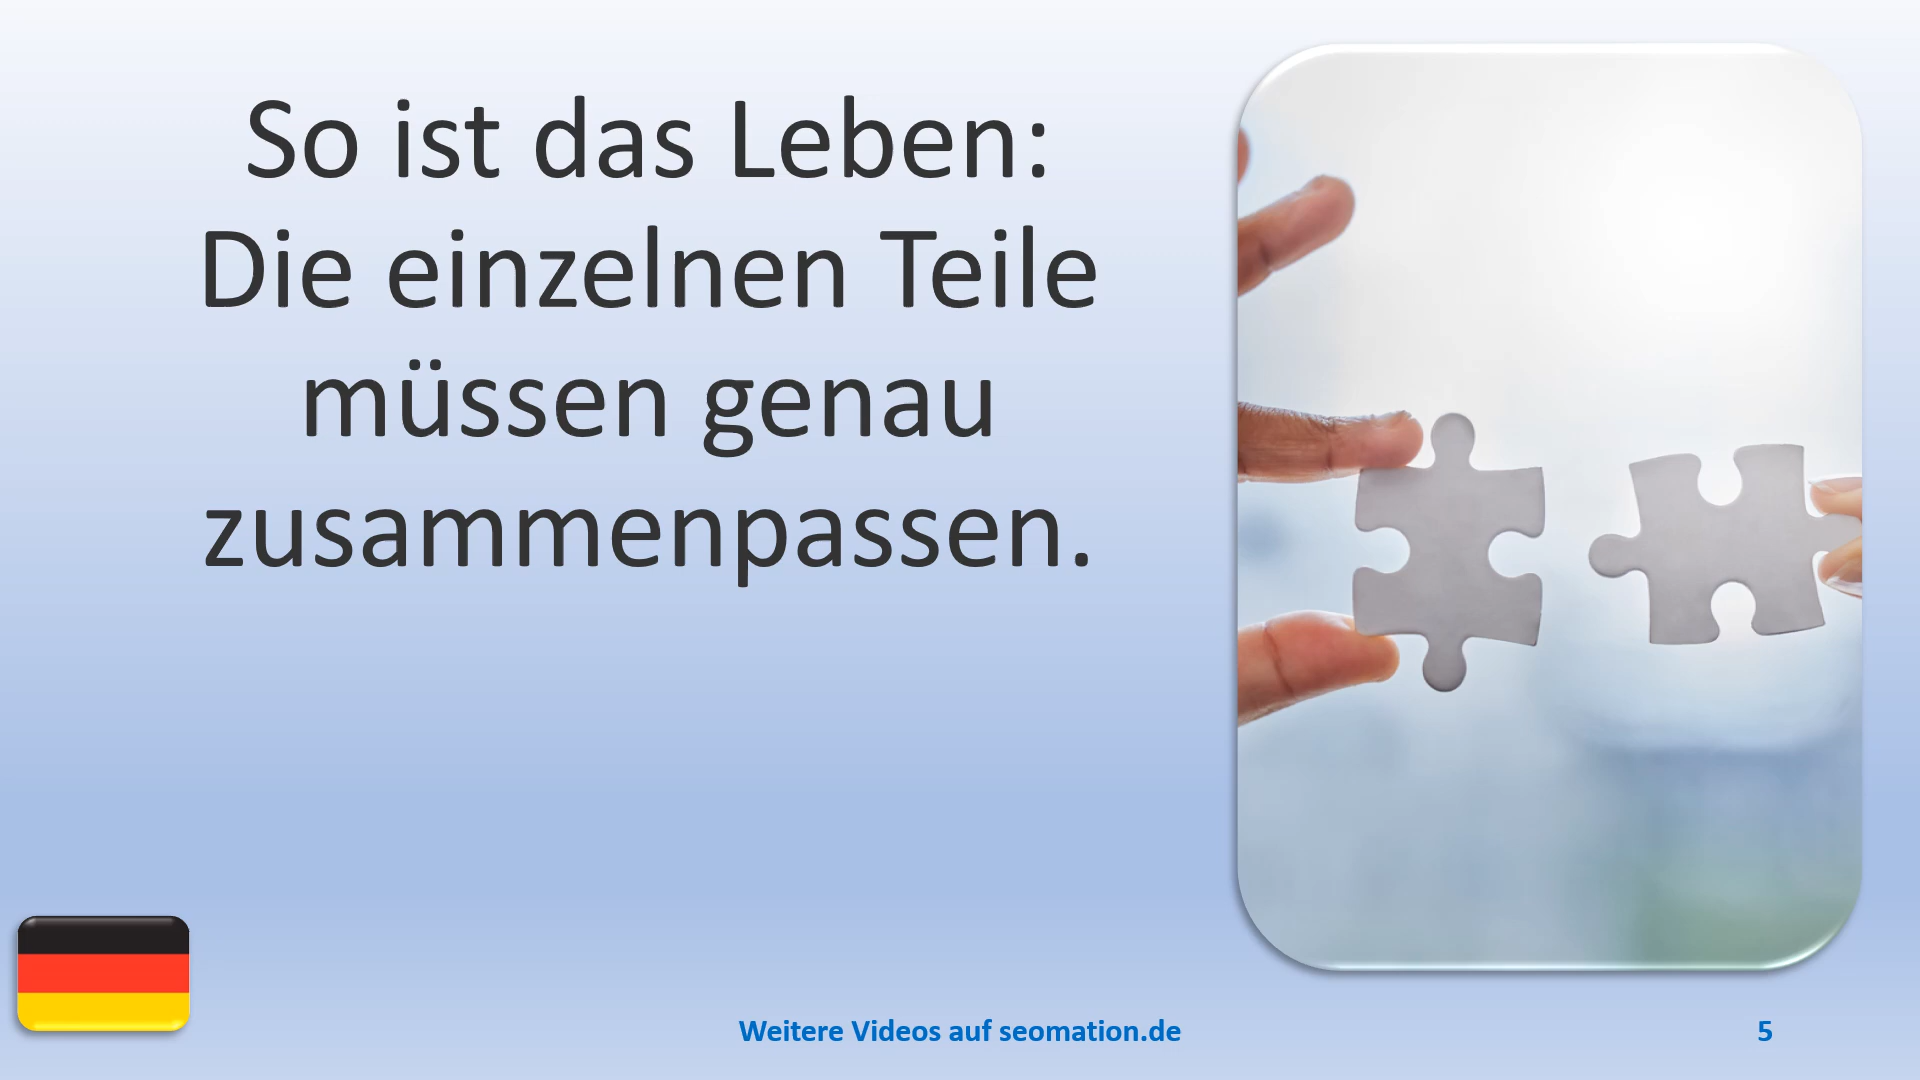 So ist das Leben:
Die einzelnen Teile
müssen genau
zusammenpassen.
Weitere Videos auf seomation.de
5